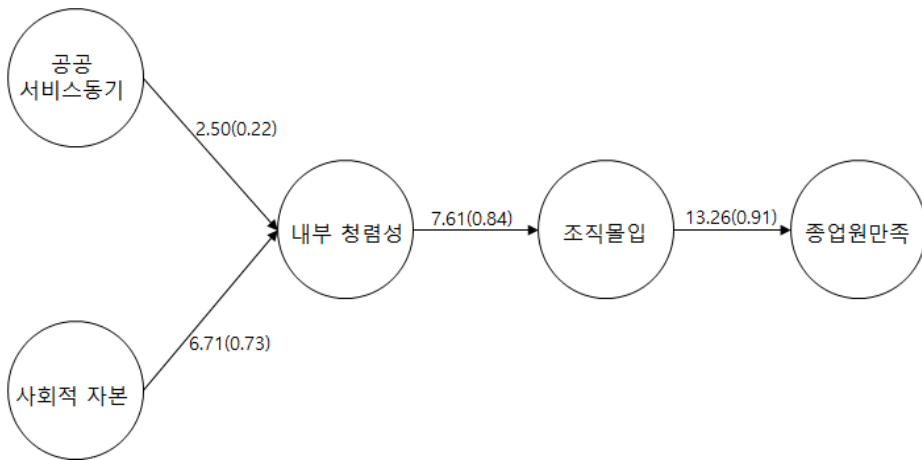 공공
서비스동기
2.50(0.22)
내부 청렴성
7.61(0.84)
조직몰입
13.26(0.91)
종업원만족
6.71(0.73)
사회적 자본